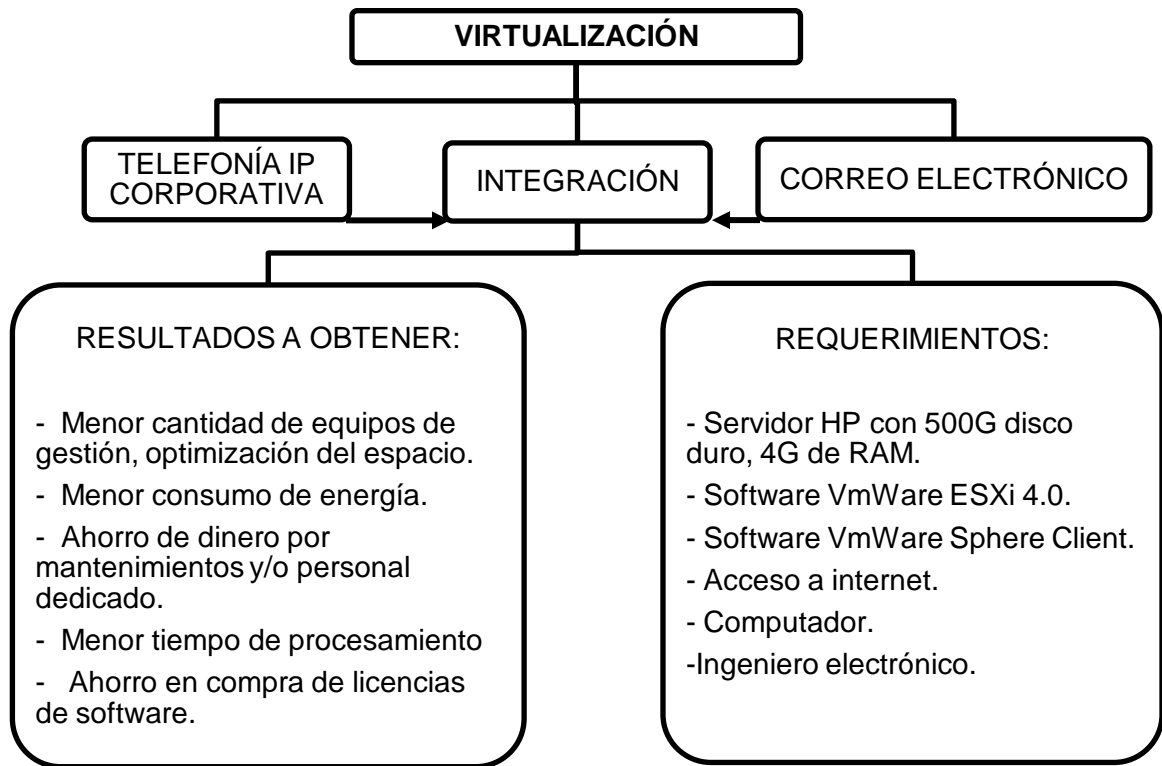 VIRTUALIZACIÓN
TELEFONÍA IP
CORPORATIVA
INTEGRACIÓN
CORREO ELECTRÓNICO
RESULTADOS A OBTENER:
- Menor cantidad de equipos de
gestión, optimización del espacio.
- Menor consumo de energía.
- Ahorro de dinero por
mantenimientos y/o personal
dedicado.
- Menor tiempo de procesamiento
- Ahorro en compra de licencias
de software.
REQUERIMIENTOS:
- Servidor HP con 500G disco
duro, 4G de RAM.
- Software VmWare ESXi 4.0.
- Software VmWare Sphere Client.
- Acceso a internet.
- Computador.
-Ingeniero electrónico.